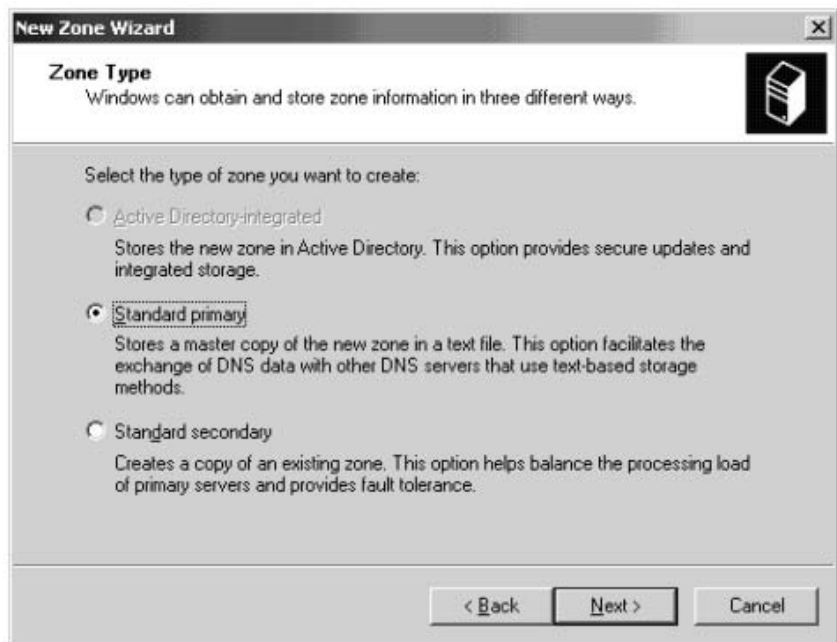 New Zone Wizard
Zone Type
Windows can obtain and store zone information in three different ways.
Select the type of zone you want to create:
Active Directory-integrated
Stores the new zone in Active Directory. This option provides secure updates and
integrated storage.
Standard primary
Stores a master copy of the new zone in a text file. This option facilitates the
exchange of DNS data with other DNS servers that use text-based storage
methods.
Standard secondary
Creates a copy of an existing zone. This option helps balance the processing load
of primary servers and provides fault tolerance.
< Back Next > Cancel